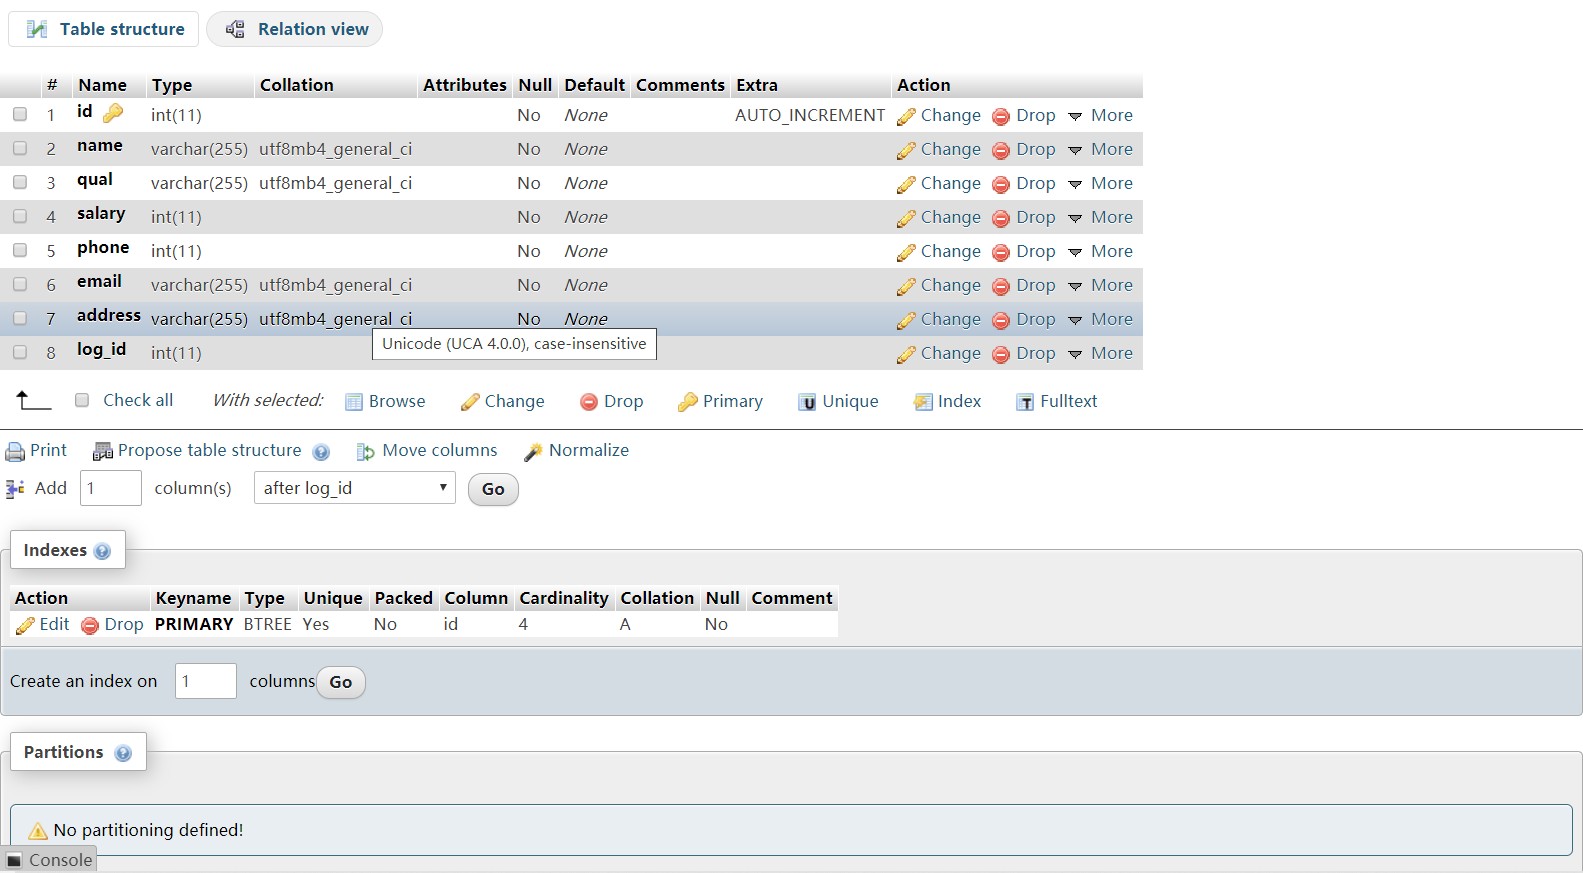 Table structure Relation view
# Name Type Collation Attributes Null Default Comments Extra Action
1 id int(11) No None AUTO_INCREMENT Change Drop More
2 name varchar(255) utf8mb4_general_ci No None Change Drop More
3 qual varchar(255) utf8mb4_general_ci No None Change Drop More
4 salary int(11) No None Change Drop More
5 phone int(11) No None Change Drop More
6 email varchar(255) utf8mb4_general_ci No None Change Drop More
7 address varchar(255) utf8mb4_general_ci No None Change Drop More
Unicode (UCA 4.0.0), case-insensitive
8 log_id int(11) Change Drop More
Check all With selected: Browse Change Drop Primary Unique Index Fulltext
Print Propose table structure Move columns Normalize
Add 1 column(s) after log_id Go
Indexes
Action Keyname Type Unique Packed Column Cardinality Collation Null Comment
Edit Drop PRIMARY BTREE Yes No id 4 A No
Create an index on 1 columns Go
Partitions
No partitioning defined!
Console